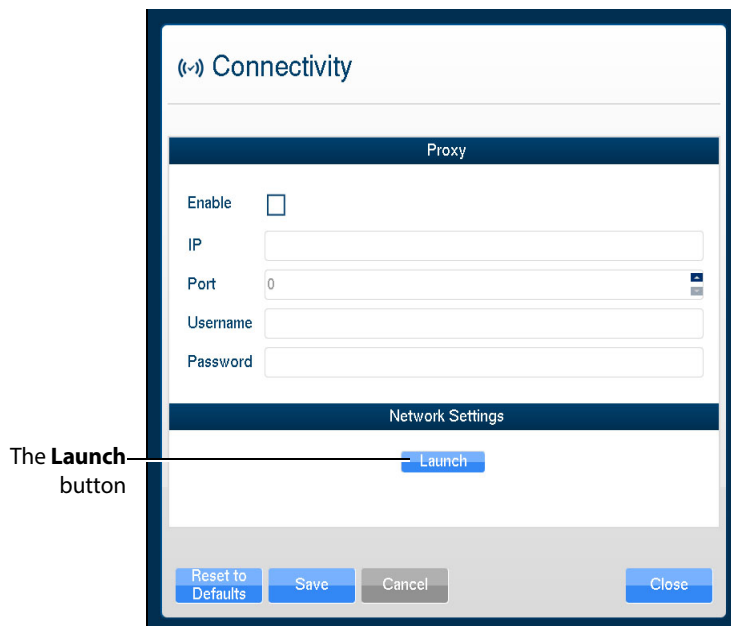 Connectivity
Proxy
Enable
IP
Port 0
Username
Password
Network Settings
The Launch
button
Launch
Reset to
Defaults
Save
Cancel
Close